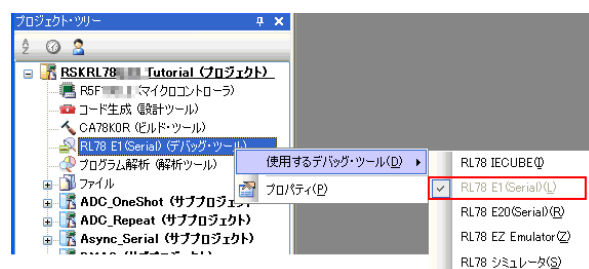 プロジェクト・ツリー
RSKRL78 Tutorial (プロジェクト)
R5F (マイクロコントローラ)
コード生成 (設計ツール)
CA78K0R (ビルド・ツール)
RL78 E1(Serial) (デバッグ・ツール)
プログラム解析 (解析ツール)
ファイル
ADC_OneShot (サブプロジェクト)
ADC_Repeat (サブプロジェクト)
Async_Serial (サブプロジェクト)
使用するデバッグ・ツール(D)
プロパティ(P)
RL78 IECUBE(I)
RL78 E1(Serial)(L)
RL78 E20(Serial)(R)
RL78 EZ Emulator(Z)
RL78 シミュレータ(S)